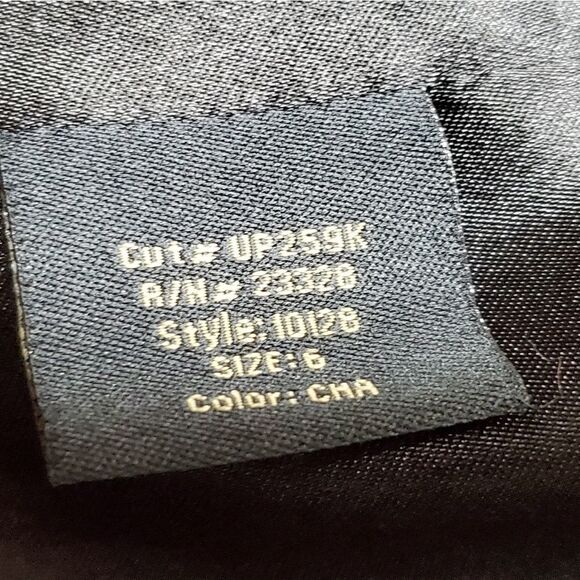 Cut# UP259K
R/N# 23328
Style: 10128
SIZE: 6
Color: CHA